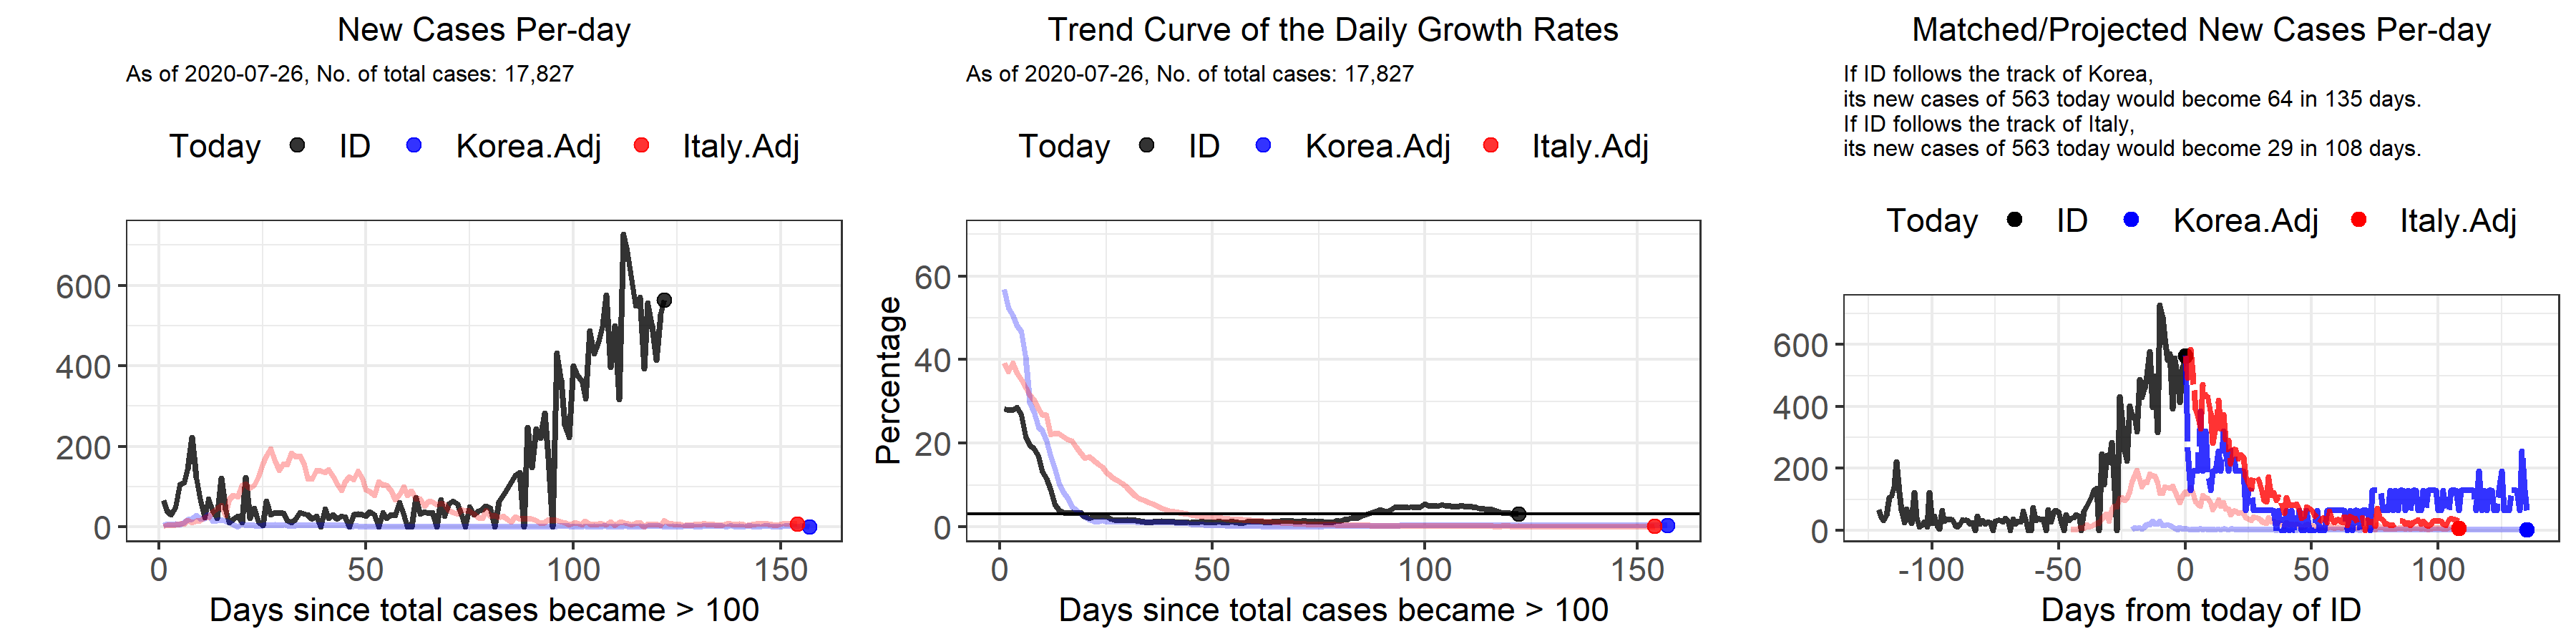 New Cases Per-day
As of 2020-07-26, No. of total cases: 17,827
Today ID Korea.Adj Italy.Adj
600
400
200
0
0 50 100 150
Days since total cases became > 100
Trend Curve of the Daily Growth Rates
As of 2020-07-26, No. of total cases: 17,827
Today ID Korea.Adj Italy.Adj
Percentage
60
40
20
0
0 50 100 150
Days since total cases became > 100
Matched/Projected New Cases Per-day
If ID follows the track of Korea,
its new cases of 563 today would become 64 in 135 days.
If ID follows the track of Italy,
its new cases of 563 today would become 29 in 108 days.
Today ID Korea.Adj Italy.Adj
600
400
200
0
-100 -50 0 50 100
Days from today of ID